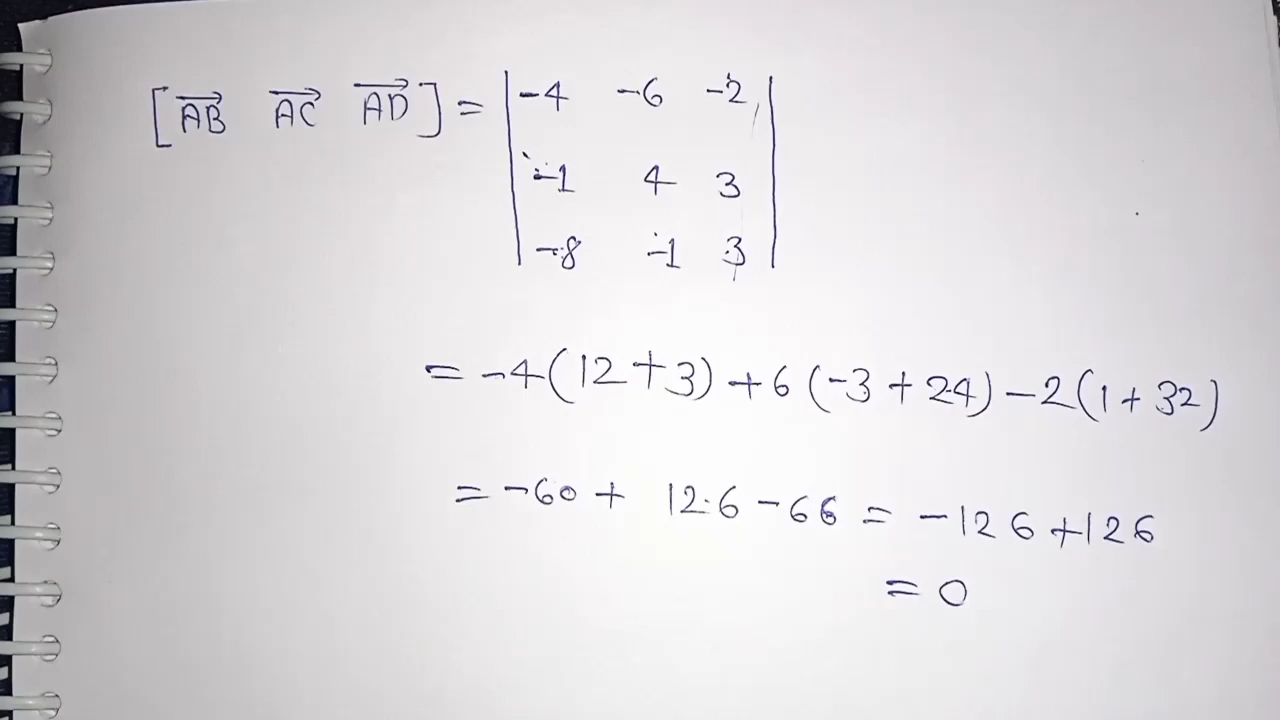 [AB⃗ AC⃗ AD⃗] = | -4 -6 -2 |
| -1 4 3 |
| -8 -1 3 |
= -4(12+3) +6(-3+24) -2(1+32)
= -60 + 126 - 66 = -126 +126
= 0